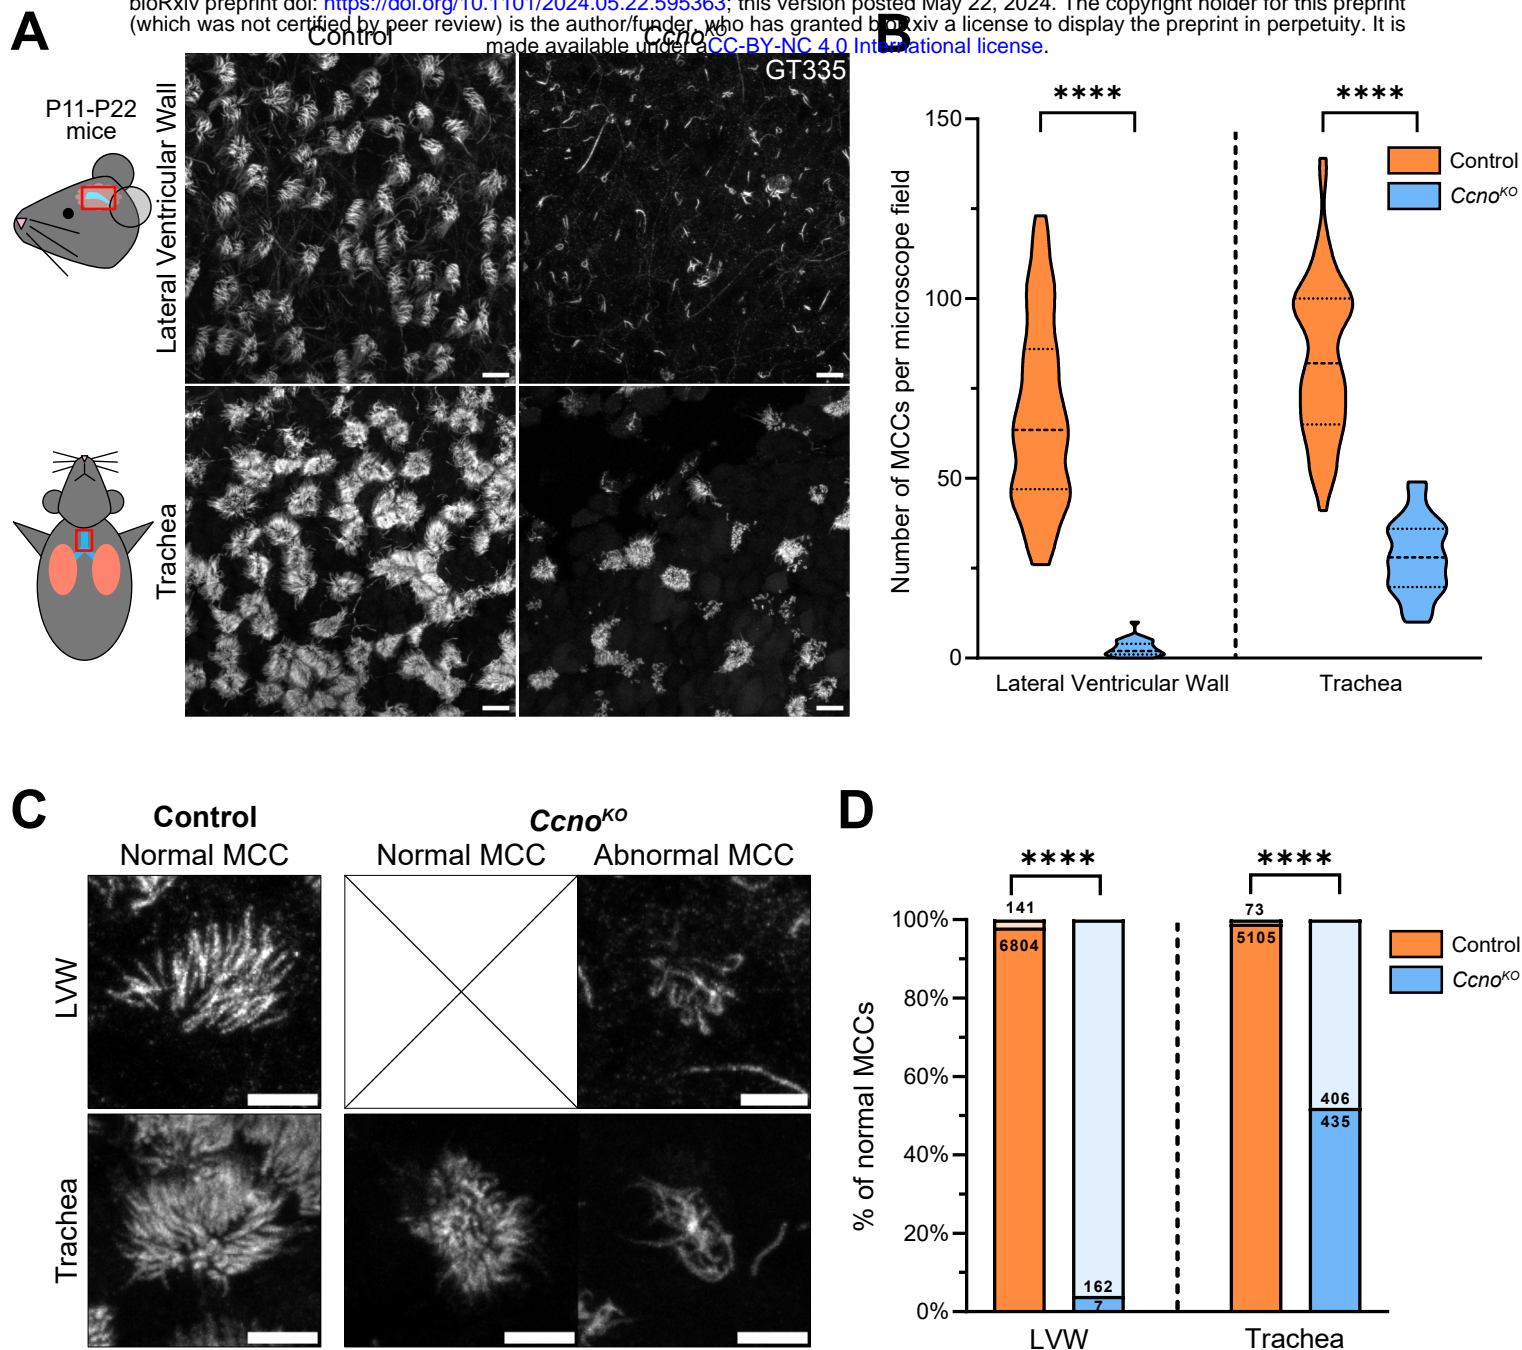 bioRxiv preprint doi: https://doi.org/10.1101/2024.05.22.595363; this version posted May 22, 2024. The copyright holder for this preprint
(which was not certified by peer review) is the author/funder, who has granted bioRxiv a license to display the preprint in perpetuity. It is
made available under aCC-BY-NC 4.0 International license.
A
Control
CcnoKO
GT335
P11-P22
mice
Lateral Ventricular Wall
Trachea
B
****
****
Control
CcnoKO
Number of MCCs per microscope field
150
100
50
0
Lateral Ventricular Wall
Trachea
C
Control
CcnoKO
Normal MCC
Normal MCC
Abnormal MCC
LVW
Trachea
D
****
****
Control
CcnoKO
% of normal MCCs
100%
80%
60%
40%
20%
0%
141
6804
162
7
73
5105
406
435
LVW
Trachea